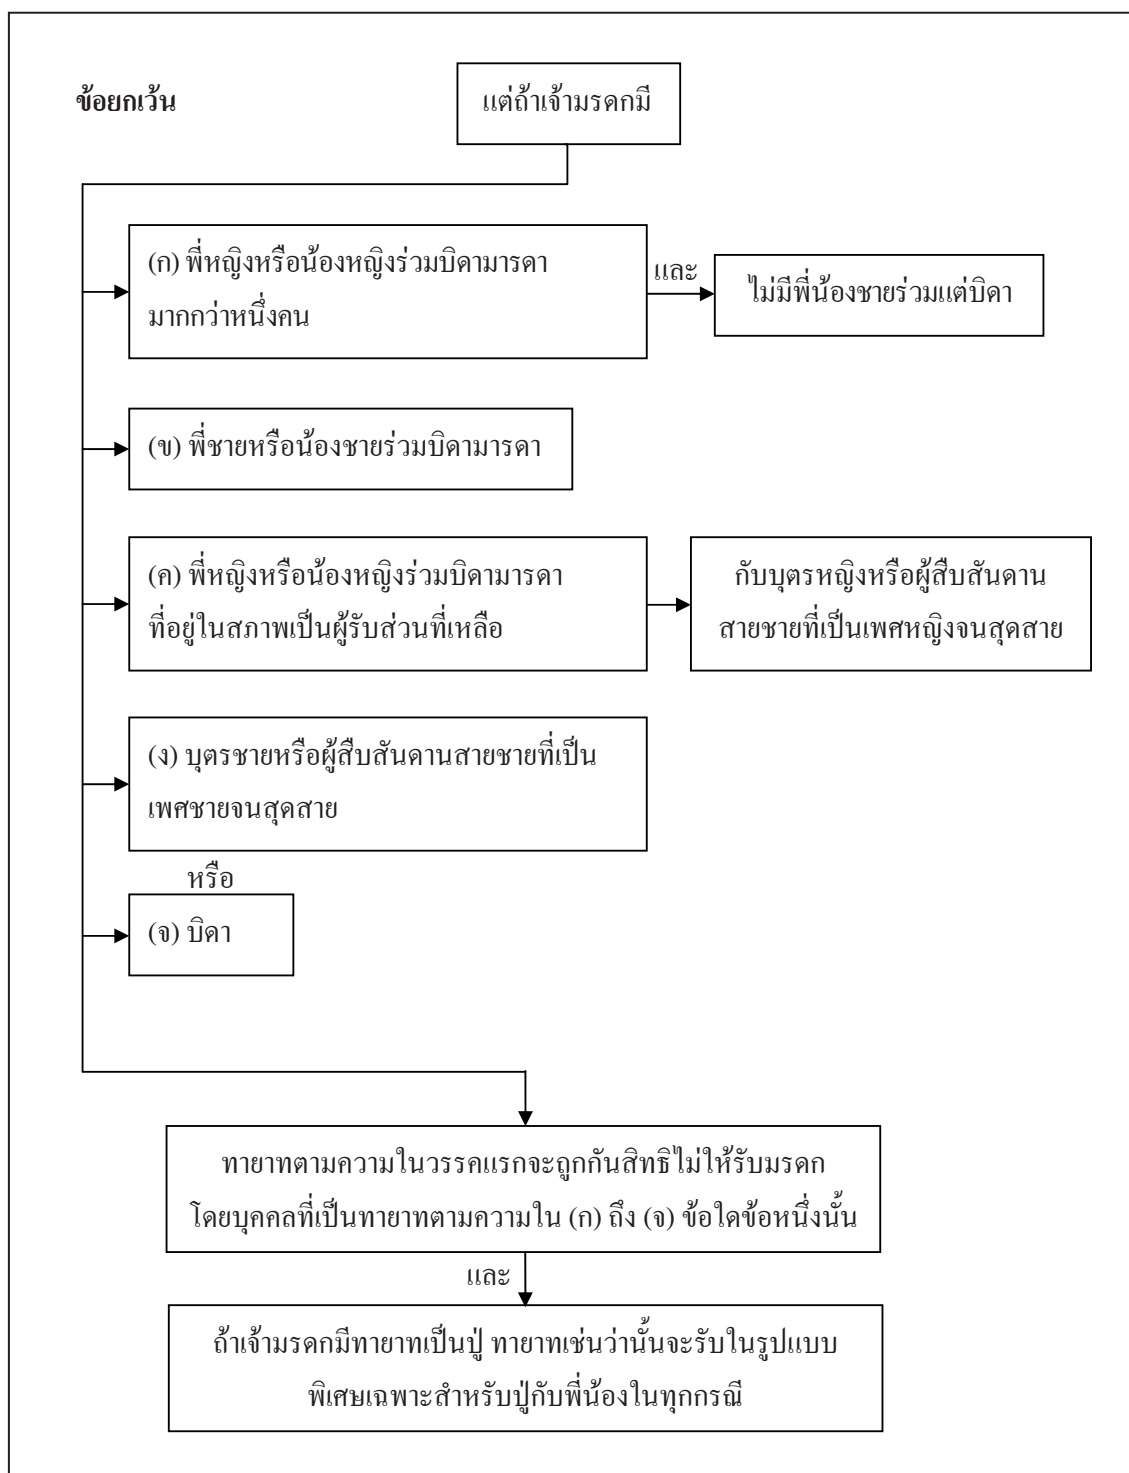 ข้อยกเว้น
แต่ถ้าเจ้ามรดกมี
(ก) พี่หญิงหรือน้องหญิงร่วมบิดามารดา
มากกว่าหนึ่งคน
และ
ไม่มีพี่น้องชายร่วมแต่บิดา
(ข) พี่ชายหรือน้องชายร่วมบิดามารดา
(ค) พี่หญิงหรือน้องหญิงร่วมบิดามารดา
ที่อยู่ในสภาพเป็นผู้รับส่วนที่เหลือ
กับบุตรหญิงหรือผู้สืบสันดาน
สายชายที่เป็นเพศหญิงจนสุดสาย
(ง) บุตรชายหรือผู้สืบสันดานสายชายที่เป็น
เพศชายจนสุดสาย
หรือ
(จ) บิดา
ทายาทตามความในวรรคแรกจะถูกกันสิทธิไม่ให้รับมรดก
โดยบุคคลที่เป็นทายาทตามความใน (ก) ถึง (จ) ข้อใดข้อหนึ่งนั้น
และ
ถ้าเจ้ามรดกมีทายาทเป็นปู่ ทายาทเช่นว่านั้นจะรับในรูปแบบ
พิเศษเฉพาะสำหรับปู่กับพี่น้องในทุกกรณี